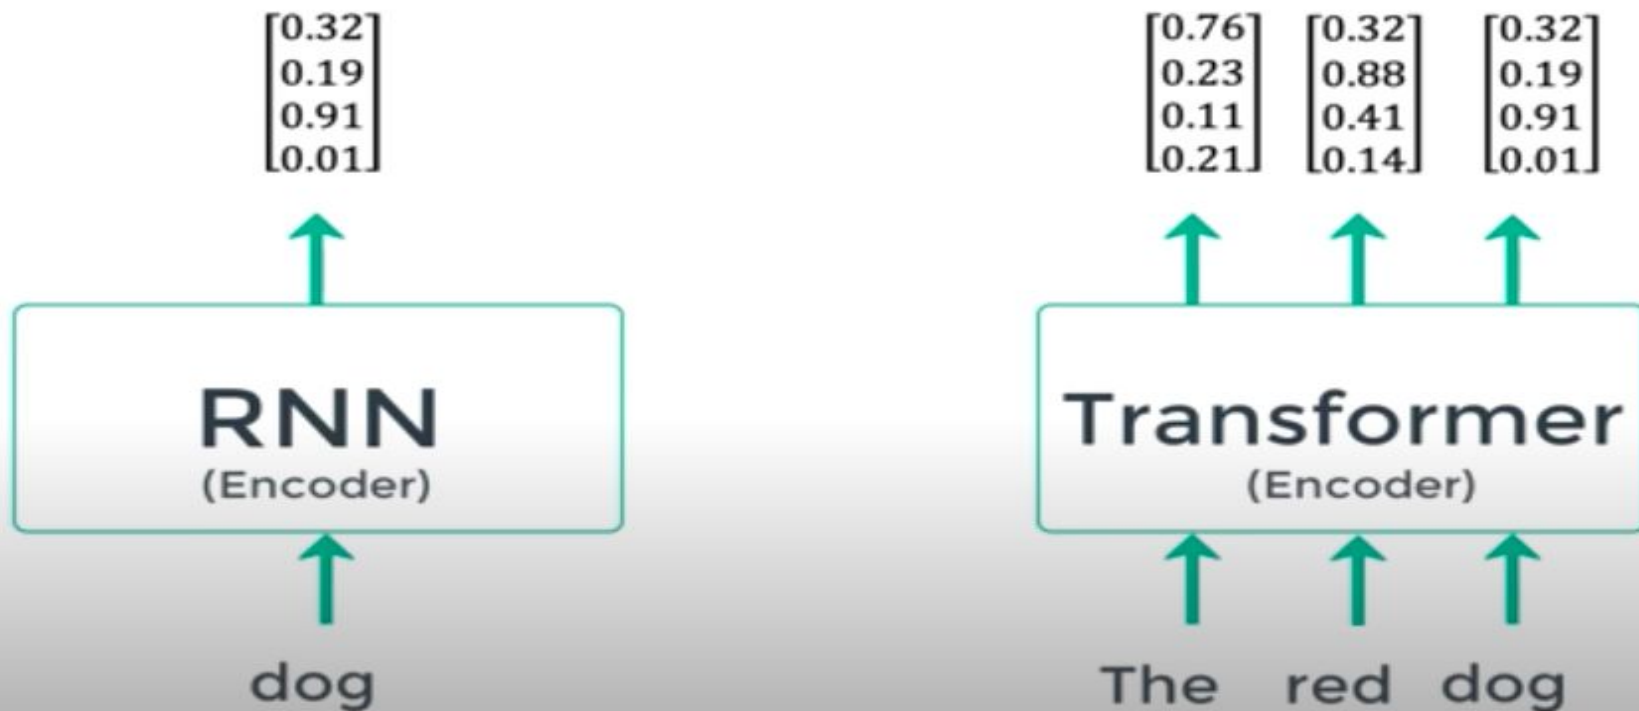 [0.32]
[0.19]
[0.91]
[0.01]
RNN
(Encoder)
dog
[0.76] [0.32] [0.32]
[0.23] [0.88] [0.19]
[0.11] [0.41] [0.91]
[0.21] [0.14] [0.01]
Transformer
(Encoder)
The red dog